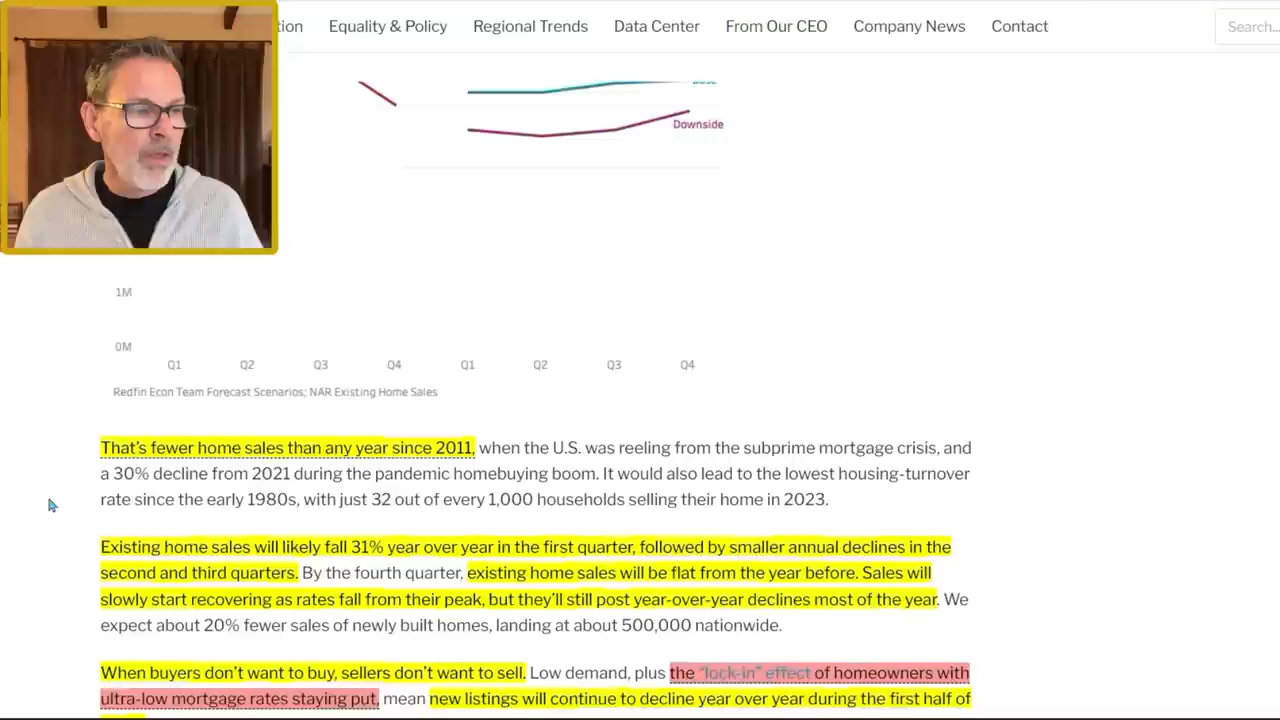 tion Equality & Policy Regional Trends Data Center From Our CEO Company News Contact Search...
Downside
1M
0M
Q1 Q2 Q3 Q4 Q1 Q2 Q3 Q4
Redfin Econ Team Forecast Scenarios; NAR Existing Home Sales
That's fewer home sales than any year since 2011, when the U.S. was reeling from the subprime mortgage crisis, and
a 30% decline from 2021 during the pandemic homebuying boom. It would also lead to the lowest housing-turnover
rate since the early 1980s, with just 32 out of every 1,000 households selling their home in 2023.
Existing home sales will likely fall 31% year over year in the first quarter, followed by smaller annual declines in the
second and third quarters. By the fourth quarter, existing home sales will be flat from the year before. Sales will
slowly start recovering as rates fall from their peak, but they'll still post year-over-year declines most of the year. We
expect about 20% fewer sales of newly built homes, landing at about 500,000 nationwide.
When buyers don't want to buy, sellers don't want to sell. Low demand, plus the "lock-in" effect of homeowners with
ultra-low mortgage rates staying put, mean new listings will continue to decline year over year during the first half of